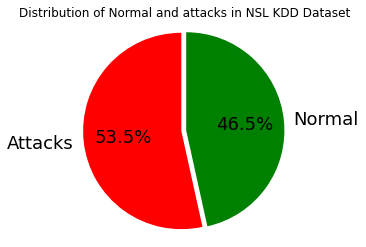 Distribution of Normal and attacks in NSL KDD Dataset
46.5%
Normal
53.5%
Attacks